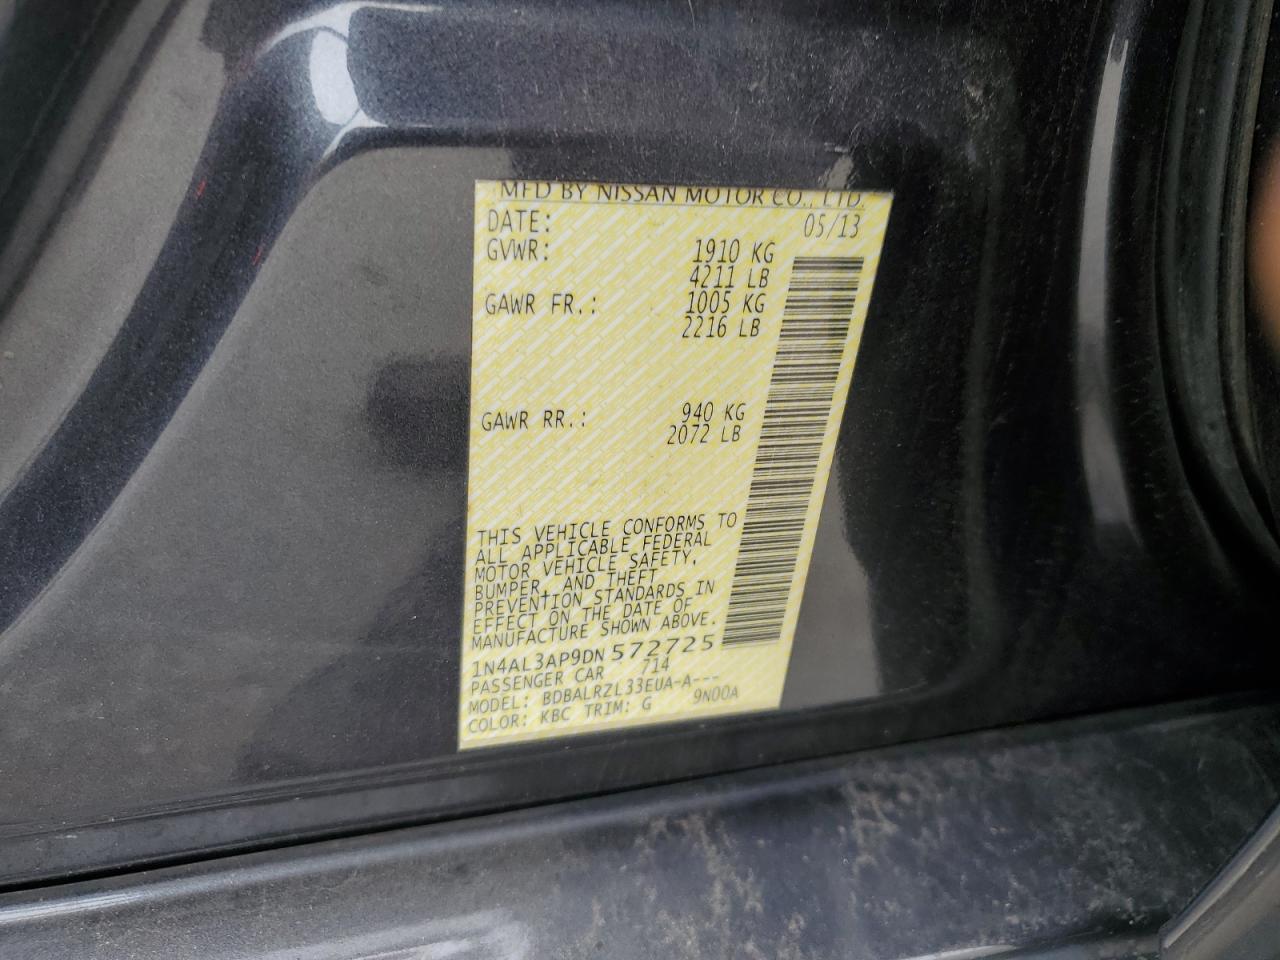 MFD BY NISSAN MOTOR CO., LTD.
DATE: 05/13
GVWR: 1910 KG
4211 LB
GAWR FR.: 1005 KG
2216 LB
GAWR RR.: 940 KG
2072 LB
THIS VEHICLE CONFORMS TO
ALL APPLICABLE FEDERAL
MOTOR VEHICLE SAFETY,
BUMPER, AND THEFT
PREVENTION STANDARDS IN
EFFECT ON THE DATE OF
MANUFACTURE SHOWN ABOVE.
1N4AL3AP9DN572725
PASSENGER CAR 714
MODEL: BDBALRZL33EUA-A---
COLOR: KBC TRIM: G 9N00A